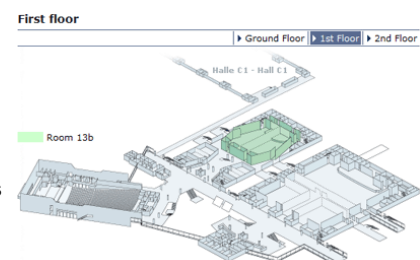 First floor
Ground Floor 1st Floor 2nd Floor
Halle C1 - Hall C1
Room 13b